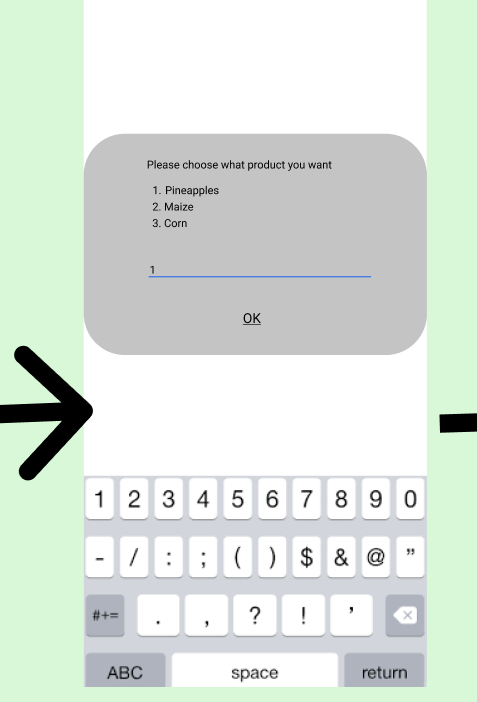 Please choose what product you want
1. Pineapples
2. Maize
3. Corn
1
OK
1 2 3 4 5 6 7 8 9 0
- / : ; ( ) $ & @ ”
#+= . , ? ! ’
ABC space return